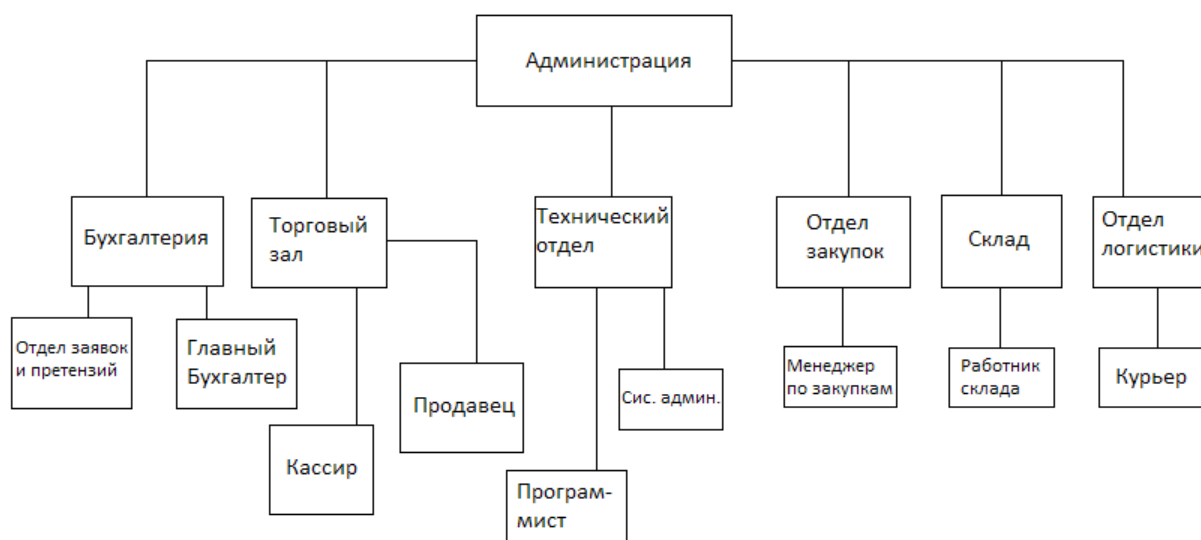 Администрация
Бухгалтерия
Торговый
зал
Технический
отдел
Отдел
закупок
Склад
Отдел
логистики
Отдел заявок
и претензий
Главный
Бухгалтер
Кассир
Продавец
Програм-
мист
Сис. админ.
Менеджер
по закупкам
Работник
склада
Курьер